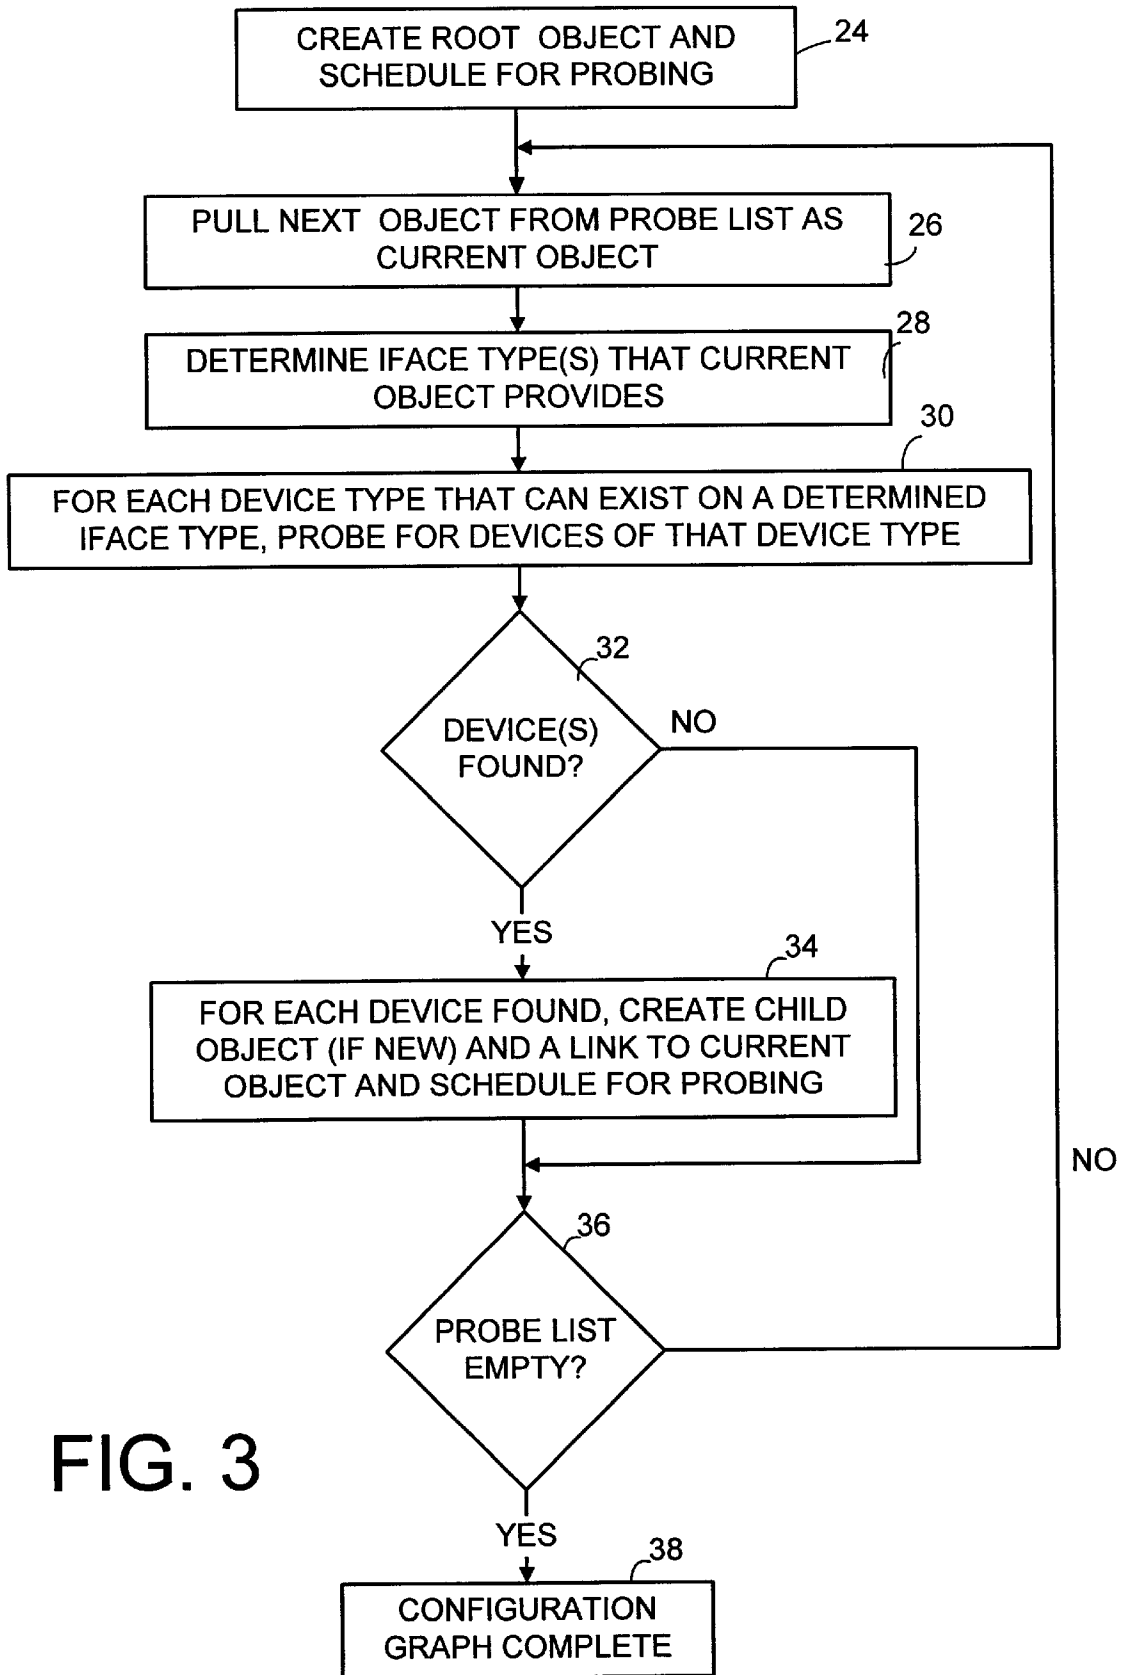 CREATE ROOT OBJECT AND
SCHEDULE FOR PROBING
24
PULL NEXT OBJECT FROM PROBE LIST AS
CURRENT OBJECT
26
28
DETERMINE IFACE TYPE(S) THAT CURRENT
OBJECT PROVIDES
30
FOR EACH DEVICE TYPE THAT CAN EXIST ON A DETERMINED
IFACE TYPE, PROBE FOR DEVICES OF THAT DEVICE TYPE
32
DEVICE(S)
FOUND?
NO
YES
34
FOR EACH DEVICE FOUND, CREATE CHILD
OBJECT (IF NEW) AND A LINK TO CURRENT
OBJECT AND SCHEDULE FOR PROBING
NO
36
PROBE LIST
EMPTY?
FIG. 3
YES
38
CONFIGURATION
GRAPH COMPLETE